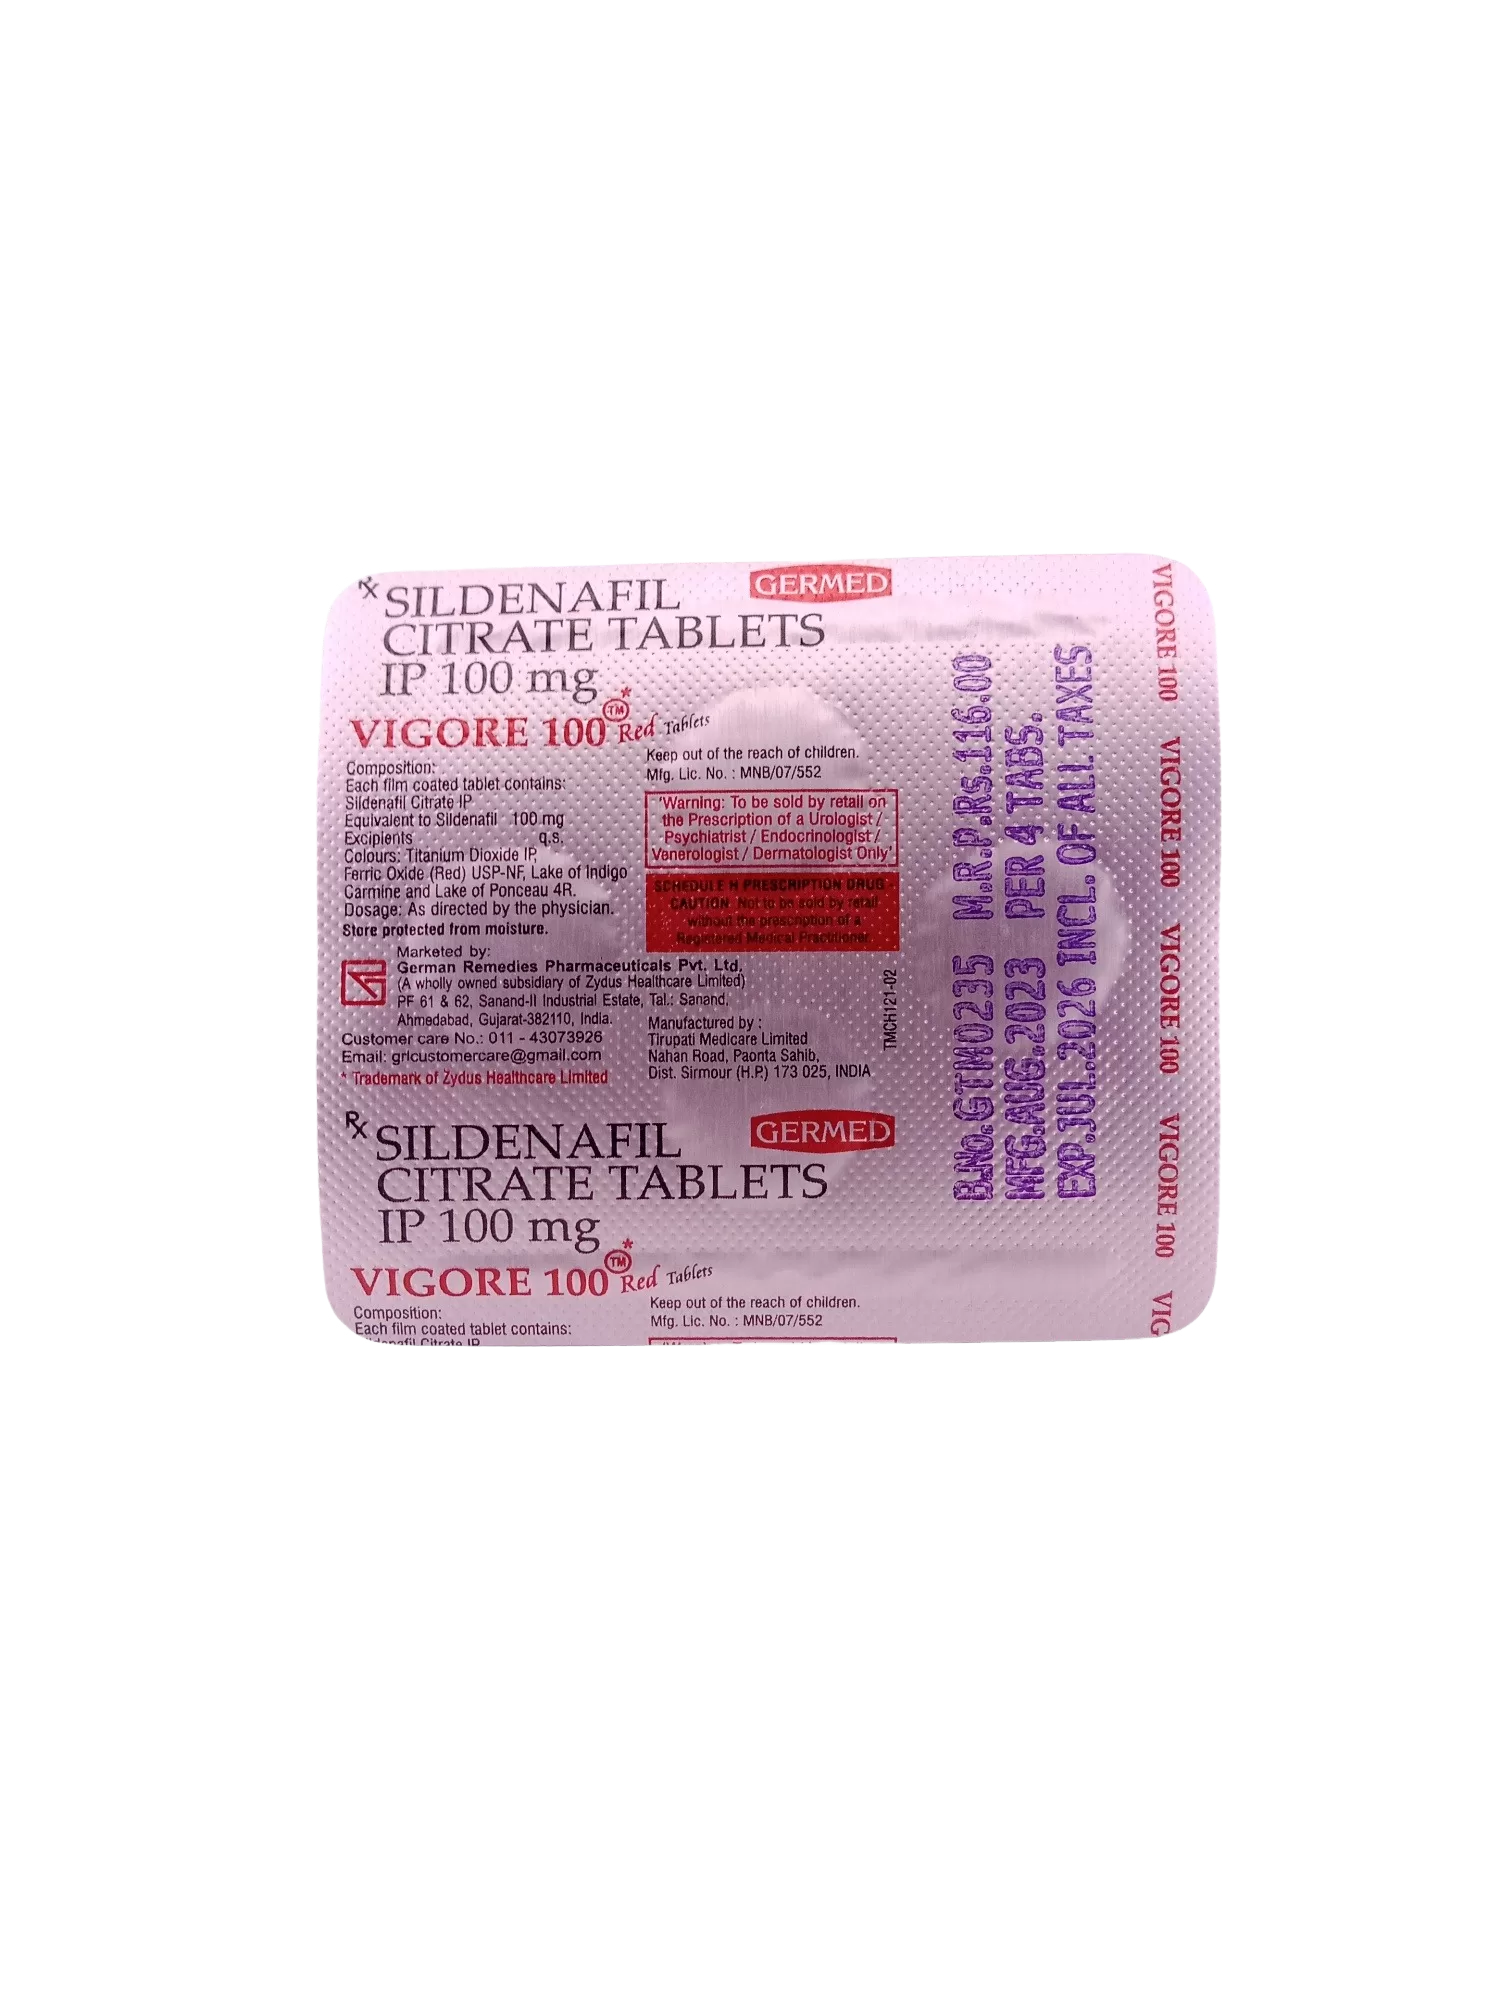 Rx SILDENAFIL
CITRATE TABLETS
IP 100 mg
GERMED
VIGORE 100 TM* Red Tablets
Composition:
Each film coated tablet contains:
Sildenafil Citrate IP
Equivalent to Sildenafil 100 mg
Excipients q.s.
Colours: Titanium Dioxide IP,
Ferric Oxide (Red) USP-NF, Lake of Indigo
Carmine and Lake of Ponceau 4R.
Dosage: As directed by the physician.
Store protected from moisture.
Keep out of the reach of children.
Mfg. Lic. No. : MNB/07/552
'Warning: To be sold by retail on
the Prescription of a Urologist /
Psychiatrist / Endocrinologist /
Venerologist / Dermatologist Only'
SCHEDULE H PRESCRIPTION DRUG
CAUTION Not to be sold by retail
without the prescription of a
Registered Medical Practitioner.
Marketed by:
German Remedies Pharmaceuticals Pvt. Ltd.
(A wholly owned subsidiary of Zydus Healthcare Limited)
PF 61 & 62, Sanand-II Industrial Estate, Tal.: Sanand,
Ahmedabad, Gujarat-382110, India.
Customer care No.: 011 - 43073926
Email: grlcustomercare@gmail.com
* Trademark of Zydus Healthcare Limited
Manufactured by :
Tirupati Medicare Limited
Nahan Road, Paonta Sahib,
Dist. Sirmour (H.P.) 173 025, INDIA
TMCH121-02
B.No.GTM0235 M.R.P.Rs.116.00
MFG.AUG.2023 PER 4 TABS.
EXP.JUL.2026 INCL. OF ALL TAXES
VIGORE 100
VIGORE 100
VIGORE 100
VIGORE 100
VIG
Rx SILDENAFIL
CITRATE TABLETS
IP 100 mg
GERMED
VIGORE 100 TM* Red Tablets
Composition:
Each film coated tablet contains:
Citrate IP
Keep out of the reach of children.
Mfg. Lic. No. : MNB/07/552